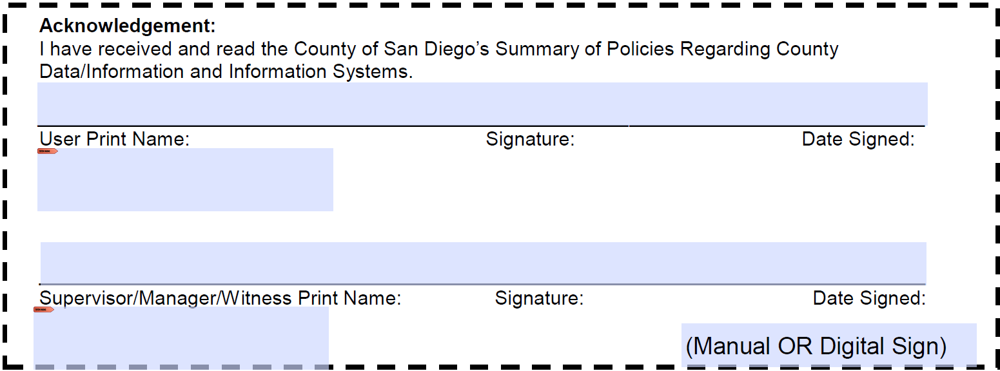 Acknowledgement:
I have received and read the County of San Diego’s Summary of Policies Regarding County
Data/Information and Information Systems.
User Print Name: Signature: Date Signed:
Supervisor/Manager/Witness Print Name: Signature: Date Signed:
(Manual OR Digital Sign)